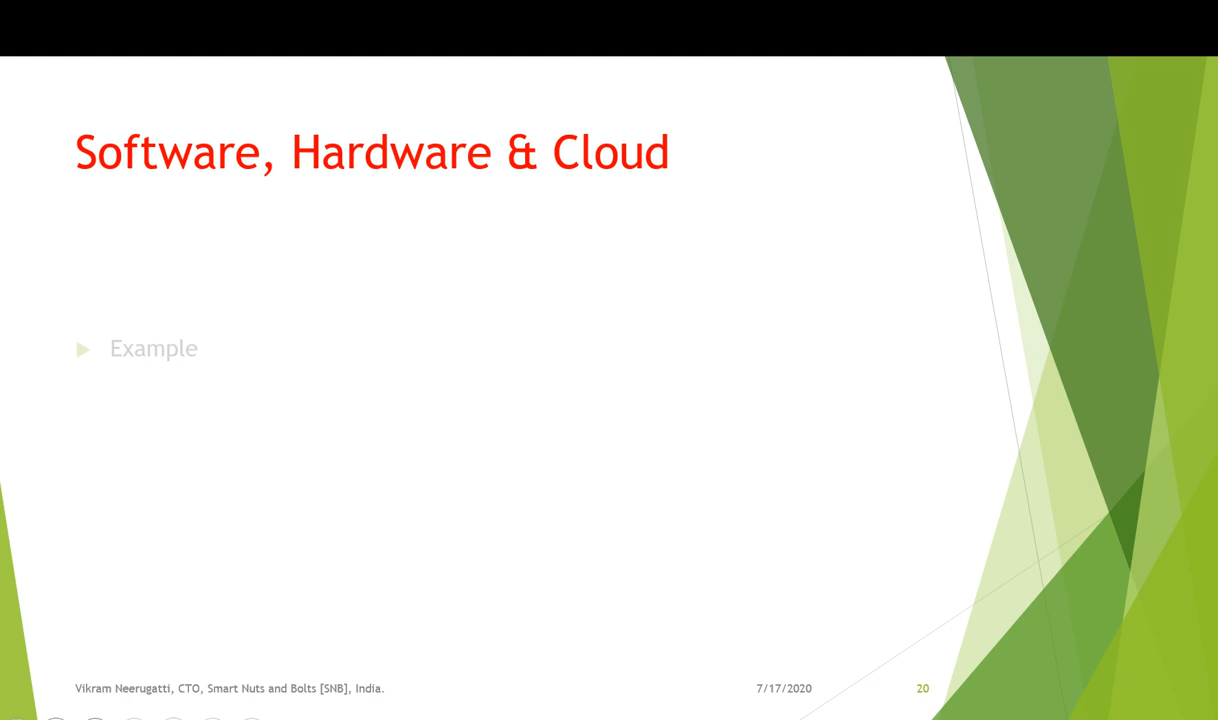 Software, Hardware & Cloud
Example
Vikram Neerugatti, CTO, Smart Nuts and Bolts [SNB], India.
7/17/2020
20